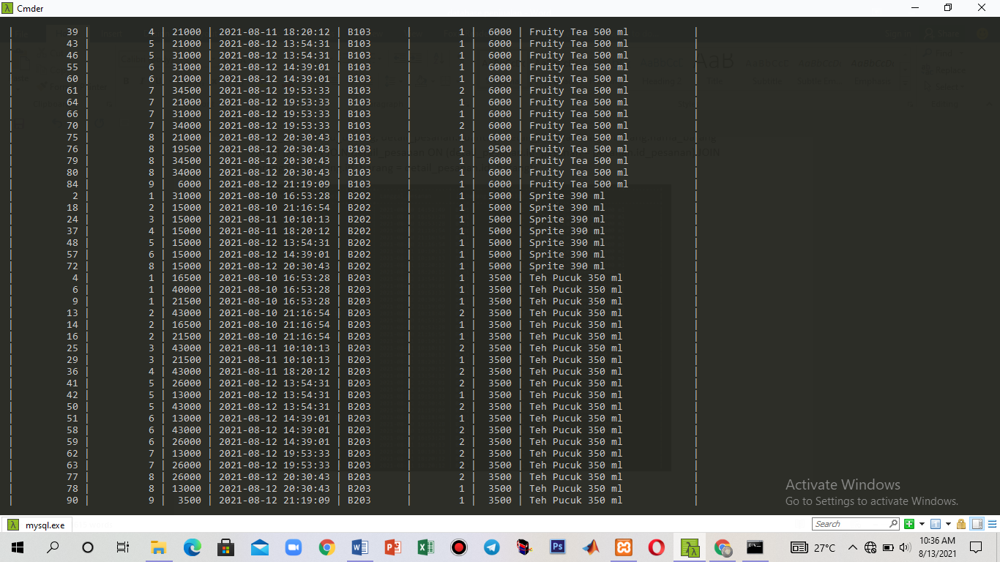 Cmder
| 39 | 4 | 21000 | 2021-08-11 18:20:12 | B103 | 1 | 6000 | Fruity Tea 500 ml |
| 43 | 5 | 21000 | 2021-08-12 13:54:31 | B103 | 1 | 6000 | Fruity Tea 500 ml |
| 46 | 5 | 31000 | 2021-08-12 13:54:31 | B103 | 1 | 6000 | Fruity Tea 500 ml |
| 55 | 6 | 31000 | 2021-08-12 14:39:01 | B103 | 1 | 6000 | Fruity Tea 500 ml |
| 60 | 6 | 21000 | 2021-08-12 14:39:01 | B103 | 1 | 6000 | Fruity Tea 500 ml |
| 61 | 7 | 34500 | 2021-08-12 19:53:33 | B103 | 2 | 6000 | Fruity Tea 500 ml |
| 64 | 7 | 21000 | 2021-08-12 19:53:33 | B103 | 1 | 6000 | Fruity Tea 500 ml |
| 66 | 7 | 31000 | 2021-08-12 19:53:33 | B103 | 1 | 6000 | Fruity Tea 500 ml |
| 70 | 7 | 34000 | 2021-08-12 19:53:33 | B103 | 2 | 6000 | Fruity Tea 500 ml |
| 75 | 8 | 21000 | 2021-08-12 20:30:43 | B103 | 1 | 6000 | Fruity Tea 500 ml |
| 76 | 8 | 19500 | 2021-08-12 20:30:43 | B103 | 1 | 9500 | Fruity Tea 500 ml |
| 79 | 8 | 34500 | 2021-08-12 20:30:43 | B103 | 1 | 6000 | Fruity Tea 500 ml |
| 80 | 8 | 34000 | 2021-08-12 20:30:43 | B103 | 1 | 6000 | Fruity Tea 500 ml |
| 84 | 9 | 6000 | 2021-08-12 21:19:09 | B103 | 1 | 6000 | Fruity Tea 500 ml |
| 2 | 1 | 31000 | 2021-08-10 16:53:28 | B202 | 1 | 5000 | Sprite 390 ml |
| 18 | 2 | 15000 | 2021-08-10 21:16:54 | B202 | 1 | 5000 | Sprite 390 ml |
| 24 | 3 | 15000 | 2021-08-11 10:10:13 | B202 | 1 | 5000 | Sprite 390 ml |
| 37 | 4 | 15000 | 2021-08-11 18:20:12 | B202 | 1 | 5000 | Sprite 390 ml |
| 48 | 5 | 15000 | 2021-08-12 13:54:31 | B202 | 1 | 5000 | Sprite 390 ml |
| 57 | 6 | 15000 | 2021-08-12 14:39:01 | B202 | 1 | 5000 | Sprite 390 ml |
| 72 | 8 | 15000 | 2021-08-12 20:30:43 | B202 | 1 | 5000 | Sprite 390 ml |
| 4 | 1 | 16500 | 2021-08-10 16:53:28 | B203 | 1 | 3500 | Teh Pucuk 350 ml |
| 6 | 1 | 40000 | 2021-08-10 16:53:28 | B203 | 1 | 3500 | Teh Pucuk 350 ml |
| 9 | 1 | 21500 | 2021-08-10 16:53:28 | B203 | 1 | 3500 | Teh Pucuk 350 ml |
| 13 | 2 | 43000 | 2021-08-10 21:16:54 | B203 | 2 | 3500 | Teh Pucuk 350 ml |
| 14 | 2 | 16500 | 2021-08-10 21:16:54 | B203 | 1 | 3500 | Teh Pucuk 350 ml |
| 16 | 2 | 21500 | 2021-08-10 21:16:54 | B203 | 1 | 3500 | Teh Pucuk 350 ml |
| 25 | 3 | 43000 | 2021-08-11 10:10:13 | B203 | 2 | 3500 | Teh Pucuk 350 ml |
| 29 | 3 | 21500 | 2021-08-11 10:10:13 | B203 | 1 | 3500 | Teh Pucuk 350 ml |
| 36 | 4 | 43000 | 2021-08-11 18:20:12 | B203 | 2 | 3500 | Teh Pucuk 350 ml |
| 41 | 5 | 26000 | 2021-08-12 13:54:31 | B203 | 2 | 3500 | Teh Pucuk 350 ml |
| 42 | 5 | 13000 | 2021-08-12 13:54:31 | B203 | 1 | 3500 | Teh Pucuk 350 ml |
| 50 | 5 | 43000 | 2021-08-12 13:54:31 | B203 | 2 | 3500 | Teh Pucuk 350 ml |
| 51 | 6 | 13000 | 2021-08-12 14:39:01 | B203 | 1 | 3500 | Teh Pucuk 350 ml |
| 58 | 6 | 43000 | 2021-08-12 14:39:01 | B203 | 2 | 3500 | Teh Pucuk 350 ml |
| 59 | 6 | 26000 | 2021-08-12 14:39:01 | B203 | 2 | 3500 | Teh Pucuk 350 ml |
| 62 | 7 | 13000 | 2021-08-12 19:53:33 | B203 | 2 | 3500 | Teh Pucuk 350 ml |
| 63 | 7 | 26000 | 2021-08-12 19:53:33 | B203 | 2 | 3500 | Teh Pucuk 350 ml |
| 77 | 8 | 26000 | 2021-08-12 20:30:43 | B203 | 2 | 3500 | Teh Pucuk 350 ml |
| 78 | 8 | 13000 | 2021-08-12 20:30:43 | B203 | 1 | 3500 | Teh Pucuk 350 ml |
| 90 | 9 | 3500 | 2021-08-12 21:19:09 | B203 | 1 | 3500 | Teh Pucuk 350 ml |
Activate Windows
Go to Settings to activate Windows.
mysql.exe
Search
27°C
10:36 AM
8/13/2021